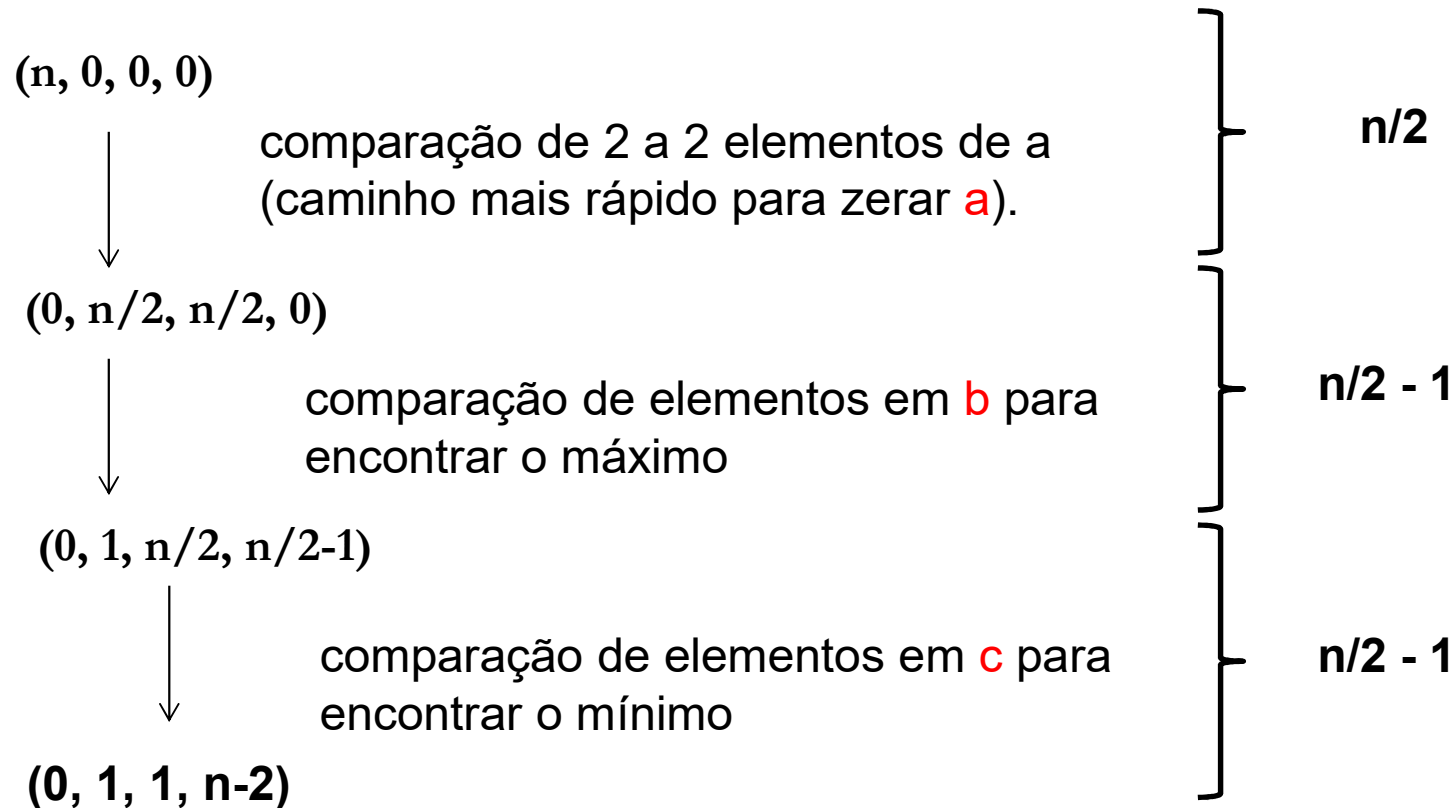 (n, 0, 0, 0)
n/2
comparação de 2 a 2 elementos de a
(caminho mais rápido para zerar a).
(0, n/2, n/2, 0)
n/2 - 1
comparação de elementos em b para
encontrar o máximo
(0, 1, n/2, n/2-1)
n/2 - 1
comparação de elementos em c para
encontrar o mínimo
(0, 1, 1, n-2)